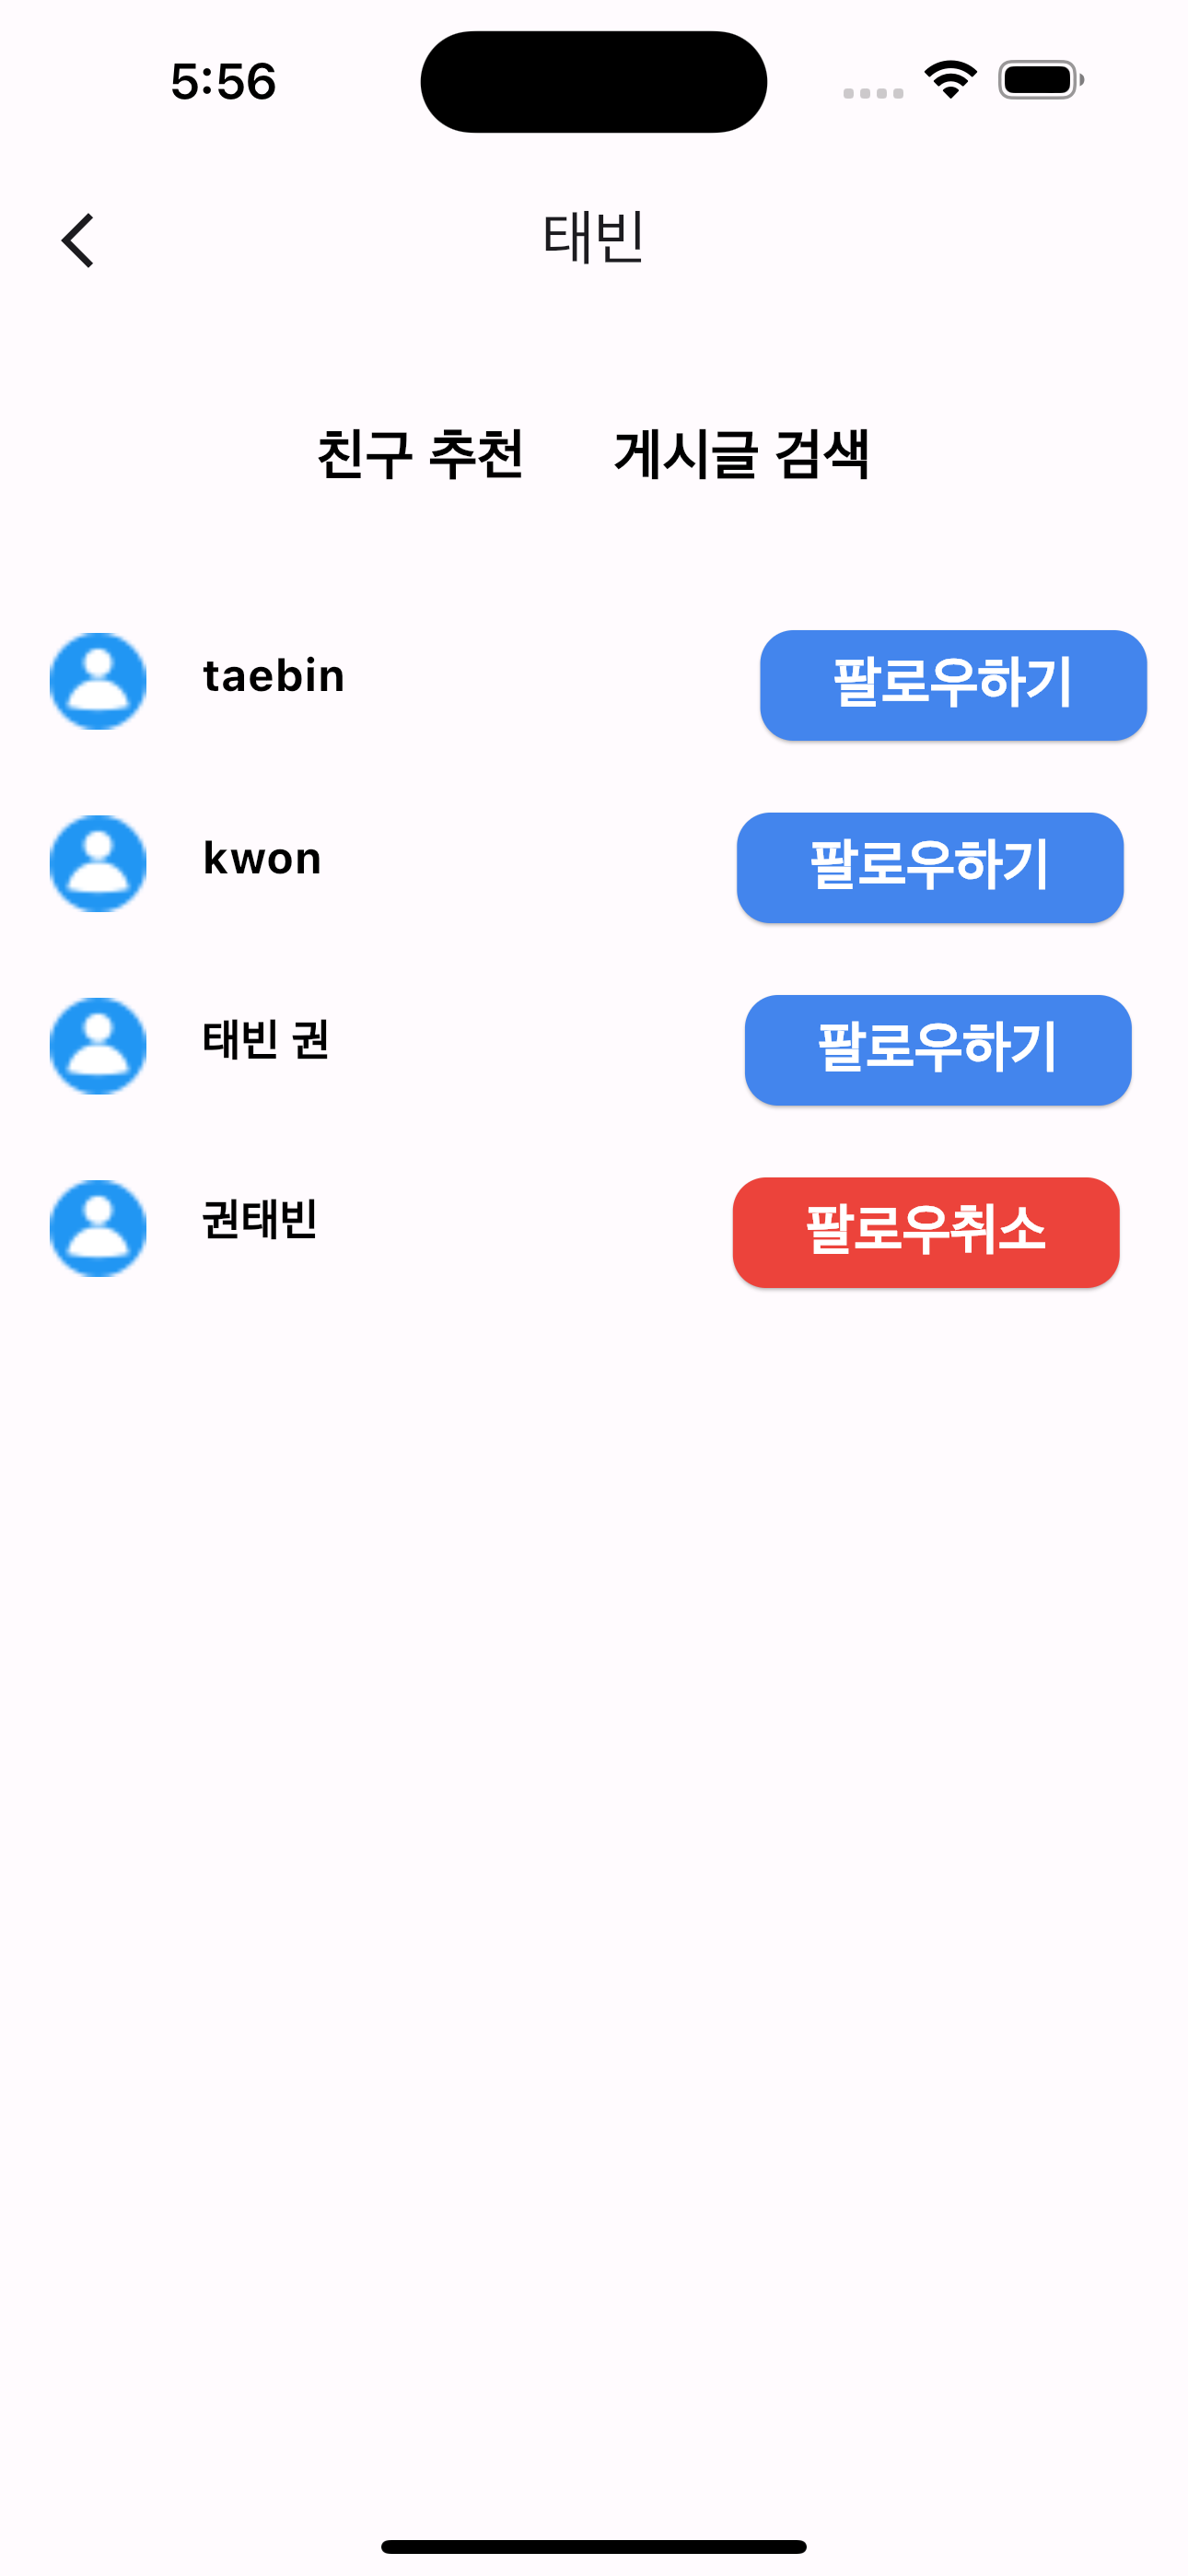 5:56
태빈
친구 추천 게시글 검색
taebin 팔로우하기
kwon 팔로우하기
태빈 권 팔로우하기
권태빈 팔로우취소